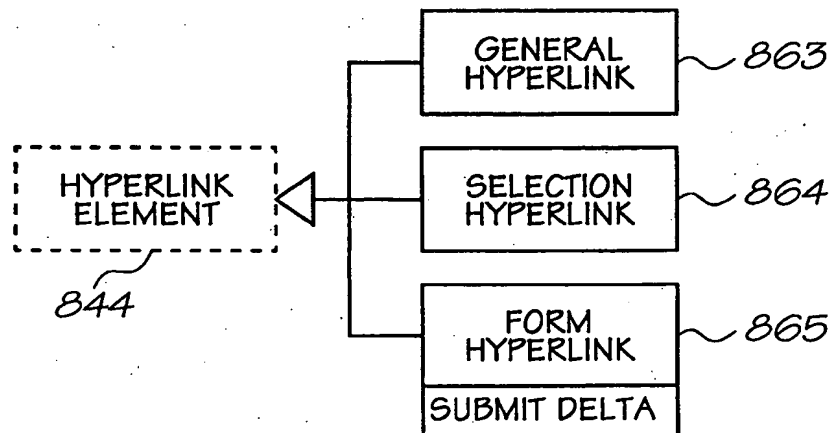 GENERAL
HYPERLINK
863
HYPERLINK
ELEMENT
844
SELECTION
HYPERLINK
864
FORM
HYPERLINK
865
SUBMIT DELTA